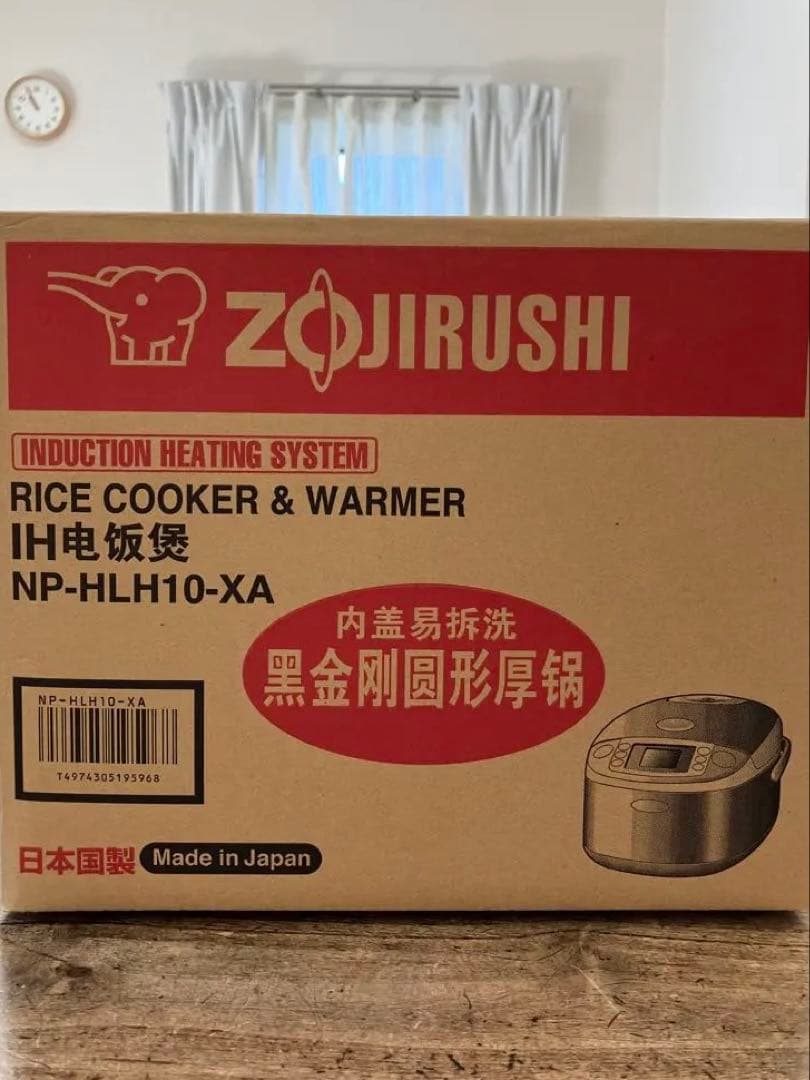 ZOJIRUSHI
INDUCTION HEATING SYSTEM
RICE COOKER & WARMER
IH电饭煲
NP-HLH10-XA
内盖易拆洗
黑金刚圆形厚锅
NP-HLH10-XA
T4974305195968
日本国製 Made in Japan